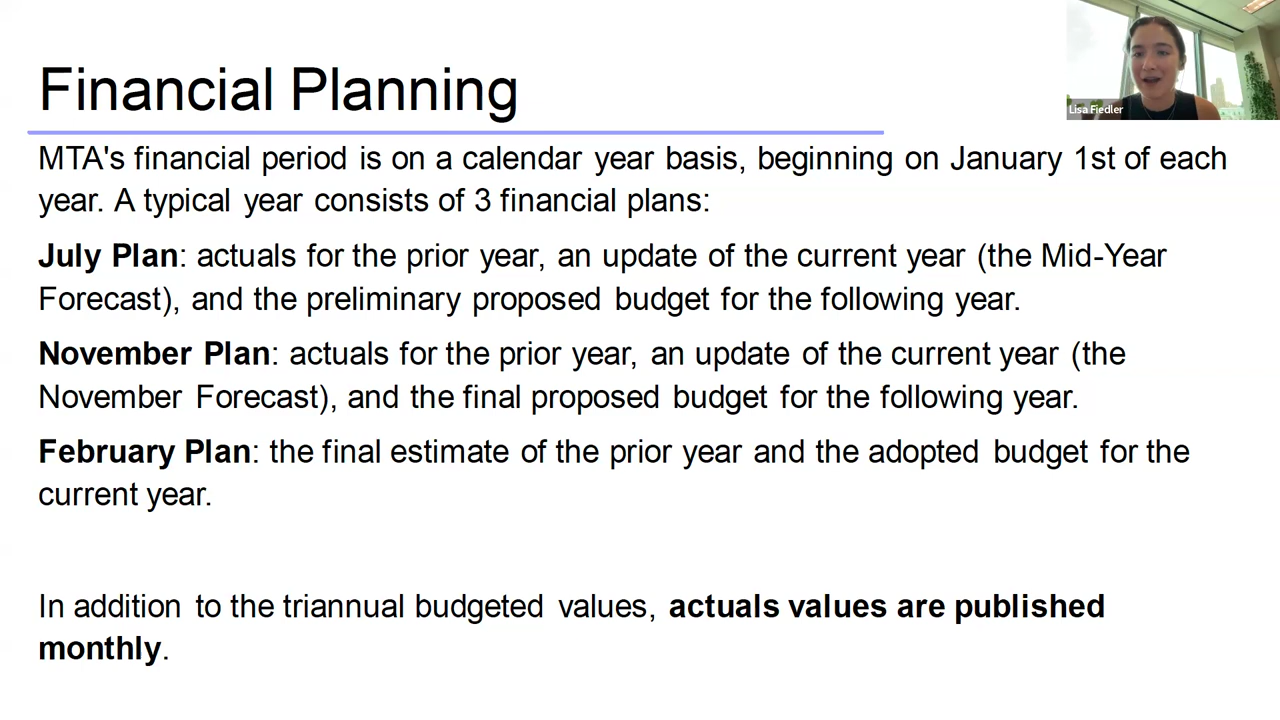 Financial Planning
Lisa Fiedler
MTA's financial period is on a calendar year basis, beginning on January 1st of each
year. A typical year consists of 3 financial plans:
July Plan: actuals for the prior year, an update of the current year (the Mid-Year
Forecast), and the preliminary proposed budget for the following year.
November Plan: actuals for the prior year, an update of the current year (the
November Forecast), and the final proposed budget for the following year.
February Plan: the final estimate of the prior year and the adopted budget for the
current year.
In addition to the triannual budgeted values, actuals values are published
monthly.